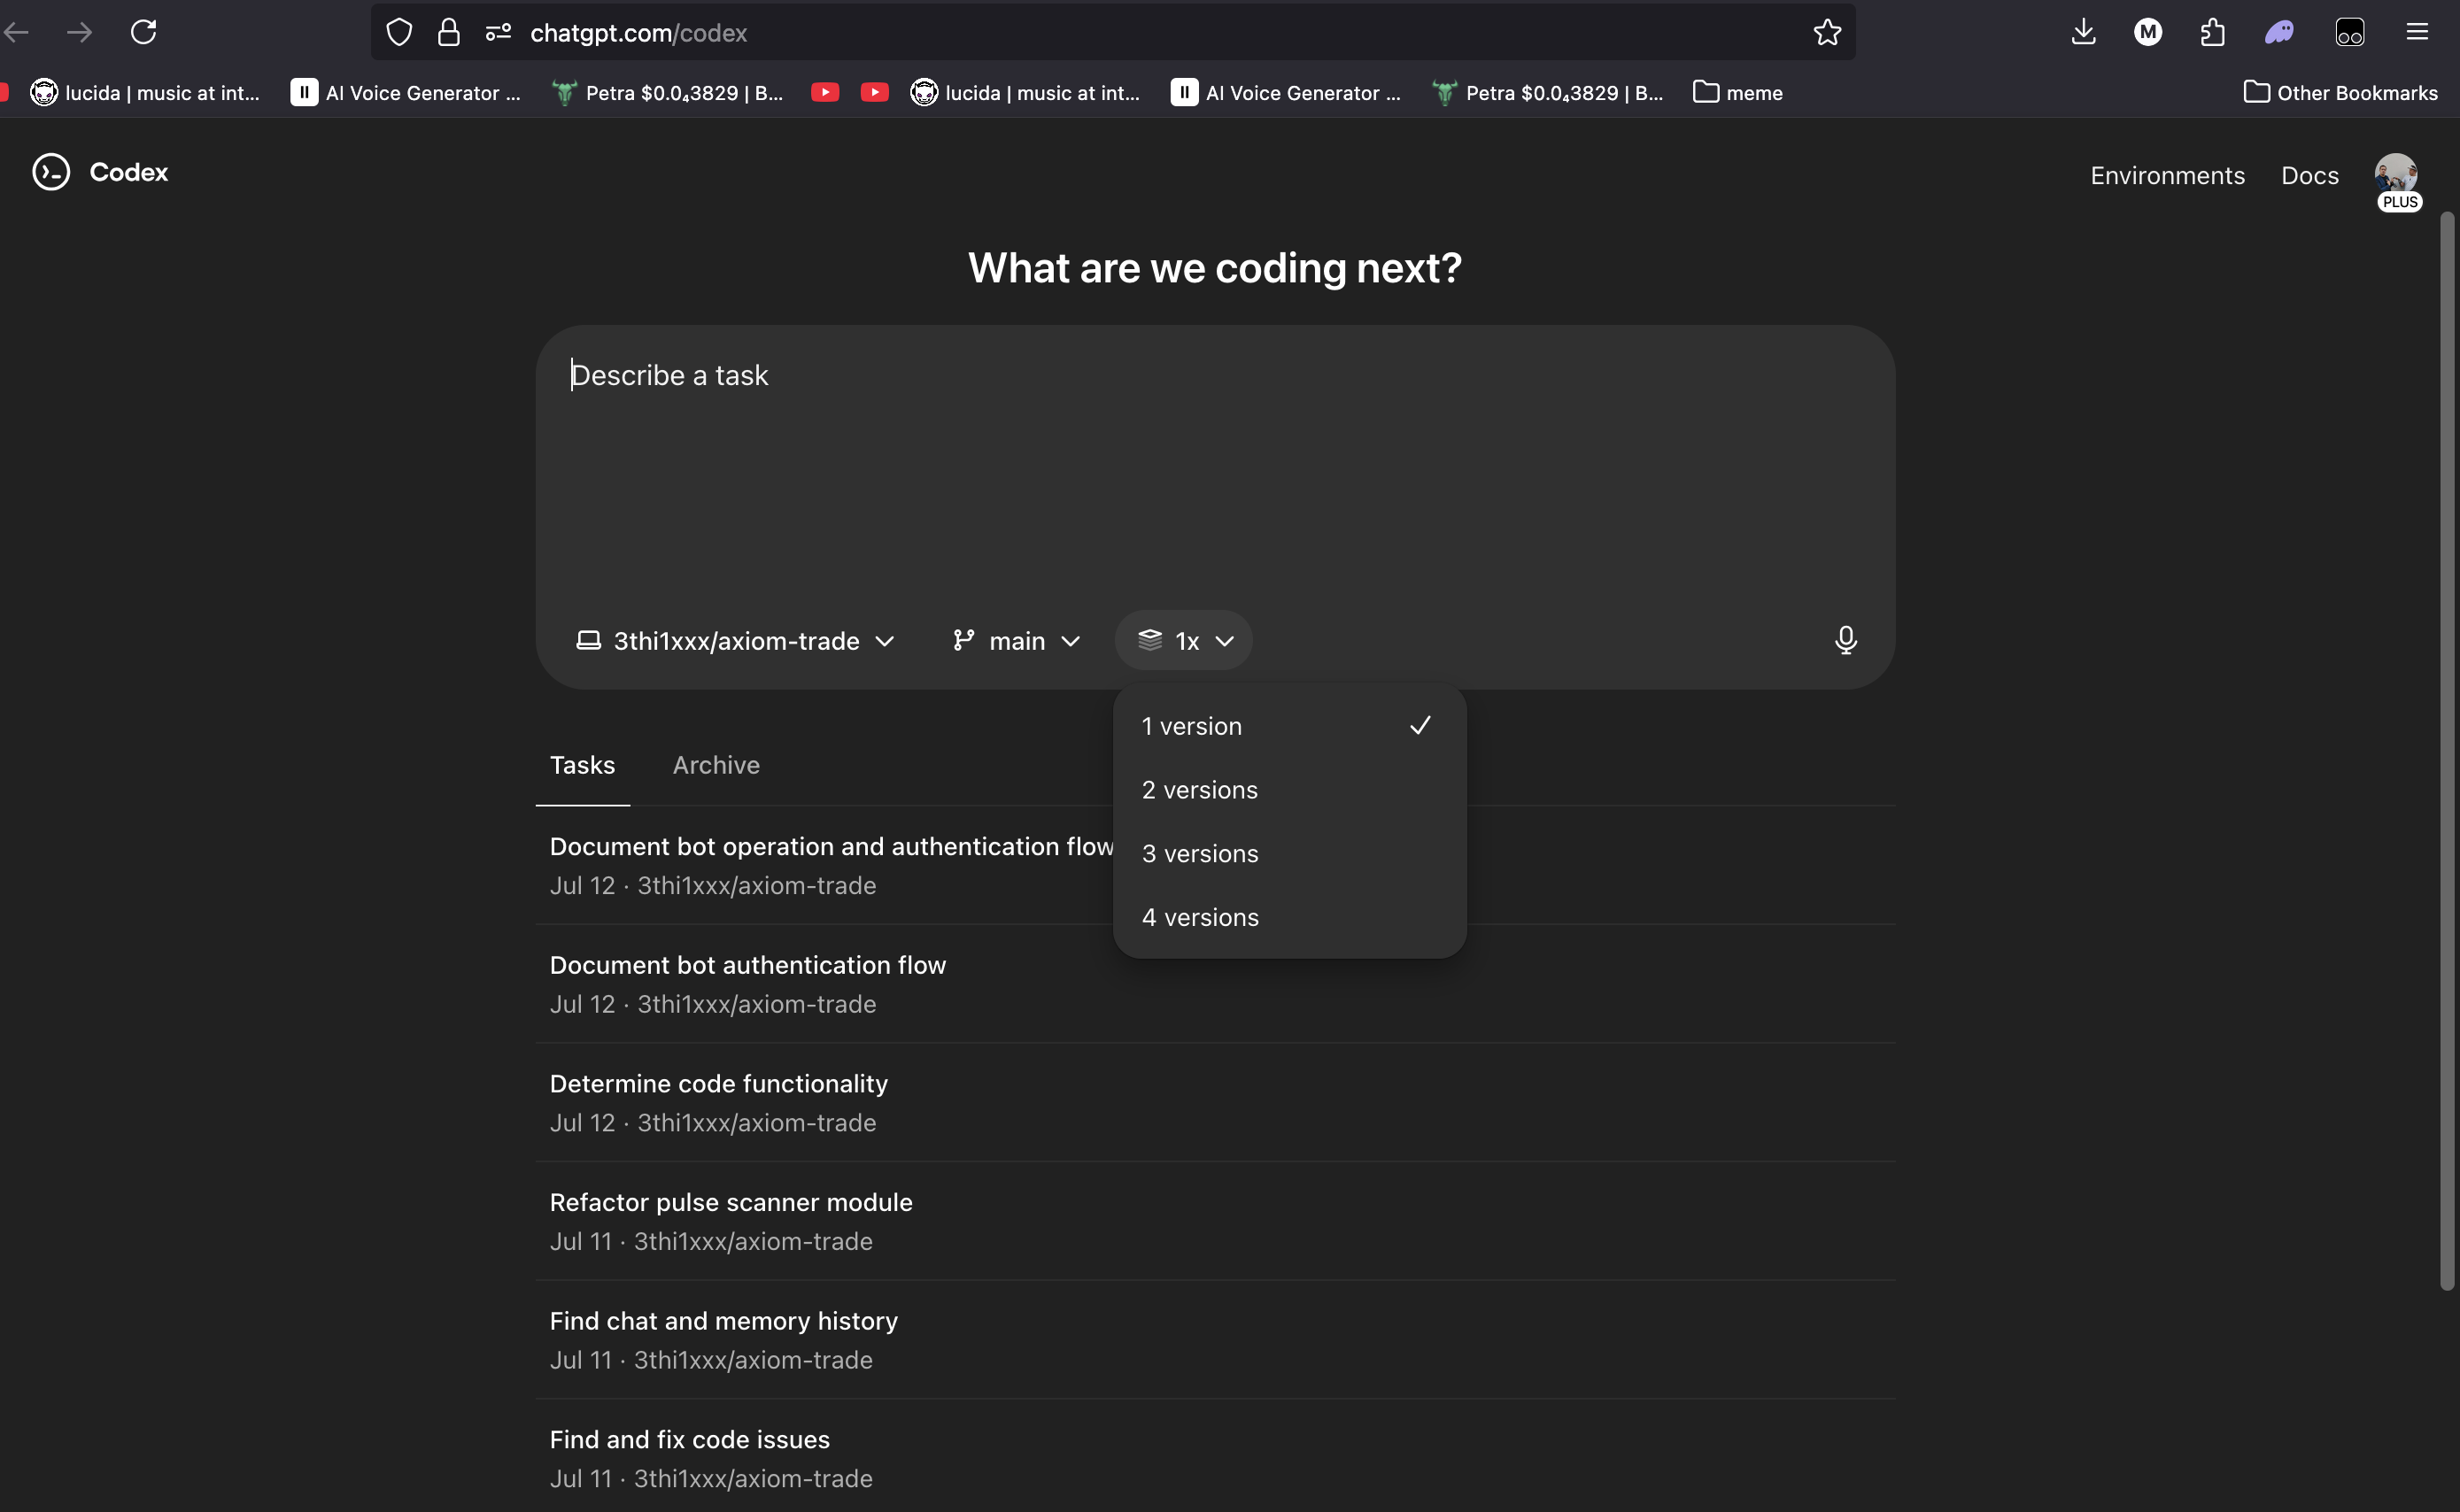 chatgpt.com/codex
M
lucida | music at int...
AI Voice Generator ...
Petra $0.0₄3829 | B...
lucida | music at int...
AI Voice Generator ...
Petra $0.0₄3829 | B...
meme
Other Bookmarks
Codex
Environments
Docs
PLUS
What are we coding next?
Describe a task
3thi1xxx/axiom-trade
main
1x
1 version
2 versions
3 versions
4 versions
Tasks
Archive
Document bot operation and authentication flow
Jul 12 · 3thi1xxx/axiom-trade
Document bot authentication flow
Jul 12 · 3thi1xxx/axiom-trade
Determine code functionality
Jul 12 · 3thi1xxx/axiom-trade
Refactor pulse scanner module
Jul 11 · 3thi1xxx/axiom-trade
Find chat and memory history
Jul 11 · 3thi1xxx/axiom-trade
Find and fix code issues
Jul 11 · 3thi1xxx/axiom-trade